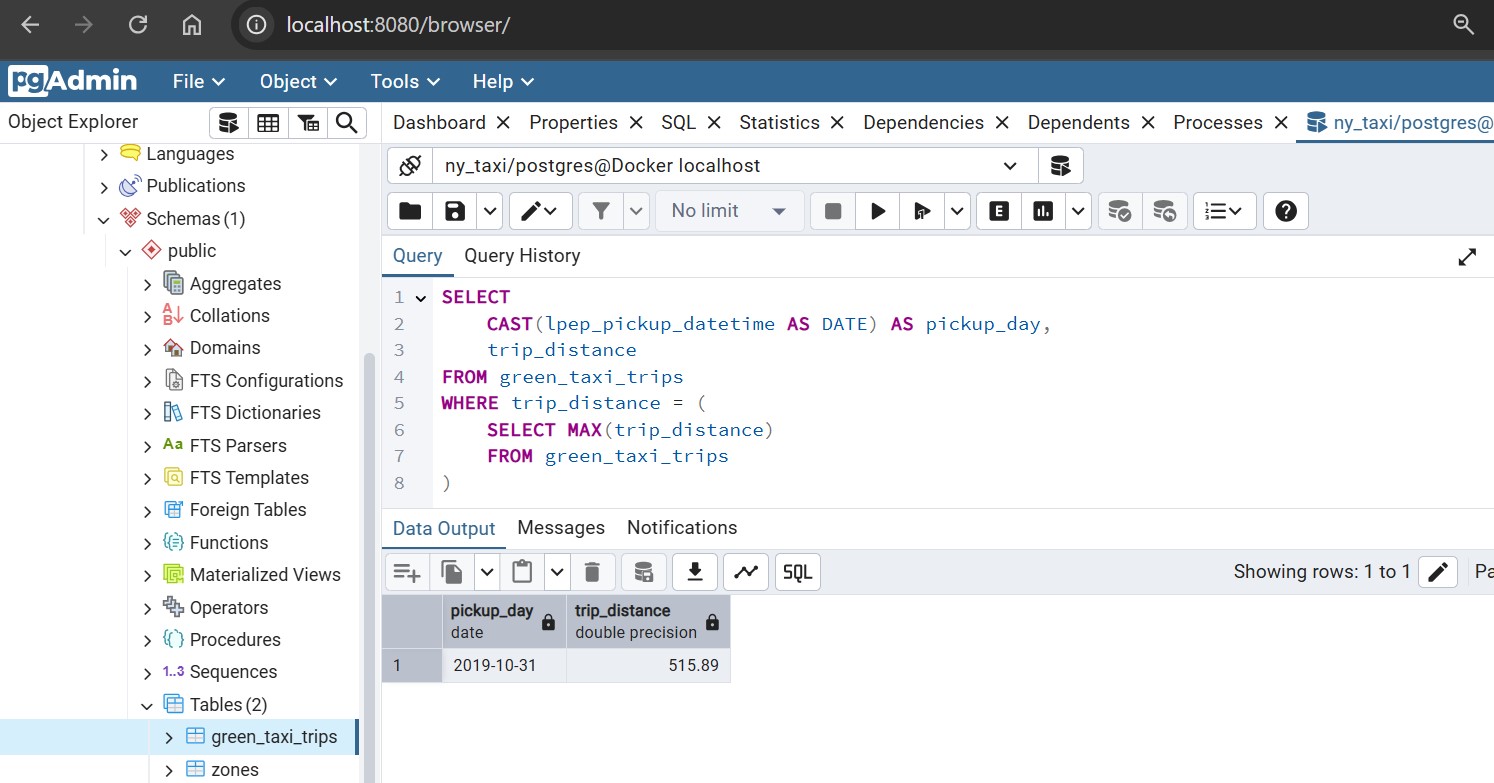 localhost:8080/browser/
pgAdmin File Object Tools Help
Object Explorer
Languages
Publications
Schemas (1)
public
Aggregates
Collations
Domains
FTS Configurations
FTS Dictionaries
Aa FTS Parsers
FTS Templates
Foreign Tables
Functions
Materialized Views
Operators
Procedures
1..3 Sequences
Tables (2)
green_taxi_trips
zones
Dashboard Properties SQL Statistics Dependencies Dependents Processes ny_taxi/postgres@
ny_taxi/postgres@Docker localhost
No limit E
Query Query History
1 SELECT
2 CAST(lpep_pickup_datetime AS DATE) AS pickup_day,
3 trip_distance
4 FROM green_taxi_trips
5 WHERE trip_distance = (
6 SELECT MAX(trip_distance)
7 FROM green_taxi_trips
8 )
Data Output Messages Notifications
SQL Showing rows: 1 to 1 Pa
pickup_day trip_distance
date double precision
1 2019-10-31 515.89